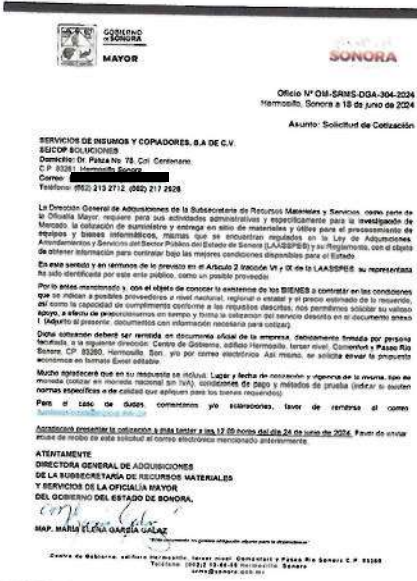 GOBIERNO
DE SONORA
MAYOR
SONORA
Oficio N° OM-SRMS-DGA-304-2024
Hermosillo, Sonora a 18 de junio de 2024
Asunto: Solicitud de Cotización
SERVICIOS DE INSUMOS Y COPIADORES, S.A DE C.V.
SEICOP SOLUCIONES
Domicilio: Dr. Paliza No. 78, Col. Centenario
C.P. 83261 Hermosillo Sonora
Correo:
Teléfono: (662) 213 2712, (662) 217 2528
La Dirección General de Adquisiciones de la Subsecretaría de Recursos Materiales y Servicios, como parte de
la Oficialía Mayor, requiere para sus actividades administrativas y específicamente para la investigación de
Mercado, la cotización de suministro y entrega en sitio de materiales y útiles para el procesamiento de
equipos y bienes informáticos, mismas que se encuentran regulados en la Ley de Adquisiciones,
Arrendamientos y Servicios del Sector Público del Estado de Sonora (LAASSPES) y su Reglamento, con el objeto
de obtener información para contratar bajo las mejores condiciones disponibles para el Estado.
En este sentido y en términos de lo previsto en el Artículo 2 fracción VI y IX de la LAASSPES, su representada
ha sido identificada por este ente público, como un posible proveedor.
Por lo antes mencionado y, con el objeto de conocer la existencia de los BIENES a contratar en las condiciones
que se indican a posibles proveedores a nivel nacional, regional o estatal y el precio estimado de lo requerido,
así como la capacidad de cumplimiento conforme a los requisitos descritos, nos permitimos solicitar su valioso
apoyo, a efecto de proporcionarnos en tiempo y forma la cotización del servicio descrito en el documento anexo
1. (Adjunto al presente, documentos con información necesaria para cotizar).
Dicha cotización deberá ser remitida en documento oficial de la empresa, debidamente firmada por persona
facultada, a la siguiente dirección: Centro de Gobierno, edificio Hermosillo, tercer nivel, Comonfort y Paseo Río
Sonora, CP. 83280, Hermosillo, Son. y/o por correo electrónico. Así mismo, se solicita enviar la propuesta
económica en formato Excel editable.
Mucho agradeceré que en su respuesta se incluya: Lugar y fecha de cotización y vigencia de la misma, tipo de
moneda (cotizar en moneda nacional sin IVA), condiciones de pago y métodos de prueba (indicar si existen
normas específicas o de calidad que apliquen para los bienes requeridos).
Para el caso de dudas, comentarios y/o aclaraciones, favor de remitirse al correo
Agradeceré presentar la cotización a más tardar a las 12:00 horas del día 24 de junio de 2024. Favor de enviar
acuse de recibo de esta solicitud al correo electrónico mencionado anteriormente.
ATENTAMENTE
DIRECTORA GENERAL DE ADQUISICIONES
DE LA SUBSECRETARÍA DE RECURSOS MATERIALES
Y SERVICIOS DE LA OFICIALÍA MAYOR
DEL GOBIERNO DEL ESTADO DE SONORA.
MAP. MARÍA ELENA GARCÍA GALAZ
Centro de Gobierno, edificio Hermosillo, tercer nivel, Comonfort y Paseo Río Sonora C.P. 83280
Hermosillo, Sonora